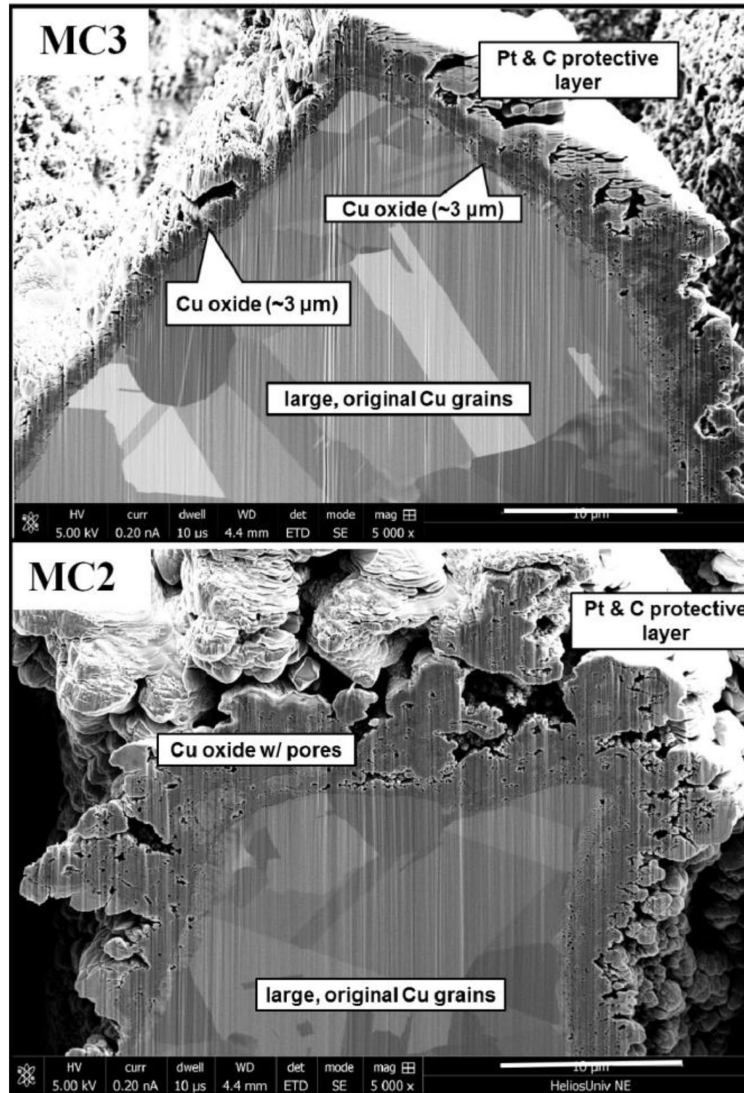 MC3
Pt & C protective
layer
Cu oxide (~3 µm)
Cu oxide (~3 µm)
large, original Cu grains
HV curr dwell WD det mode mag
5.00 kV 0.20 nA 10 µs 4.4 mm ETD SE 5 000 x
10 µm
MC2
Pt & C protective
layer
Cu oxide w/ pores
large, original Cu grains
HV curr dwell WD det mode mag
5.00 kV 0.20 nA 10 µs 4.4 mm ETD SE 5 000 x
10 µm
HeliosUniv NE